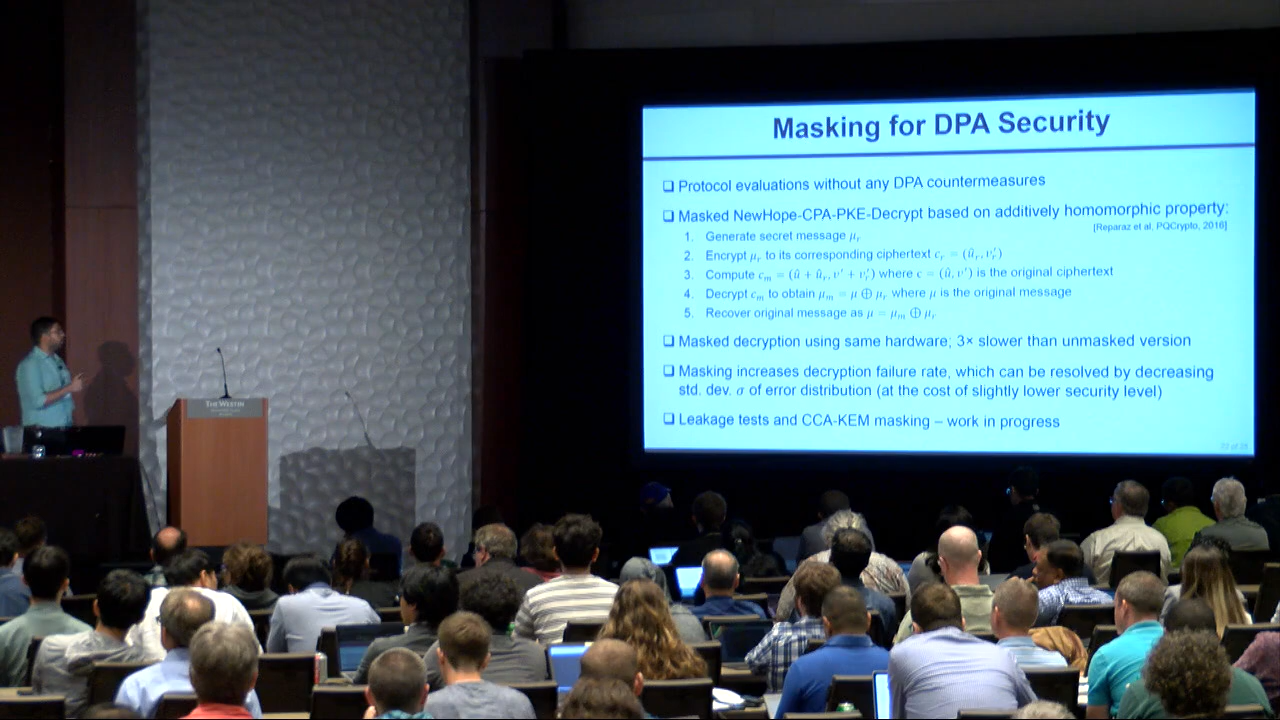 Masking for DPA Security
❑ Protocol evaluations without any DPA countermeasures
❑ Masked NewHope-CPA-PKE-Decrypt based on additively homomorphic property:
[Reparaz et al, PQCrypto, 2016]
1. Generate secret message μᵣ
2. Encrypt μᵣ to its corresponding ciphertext cᵣ = (ûᵣ, vᵣ′)
3. Compute cₘ = (û + ûᵣ, v′ + vᵣ′) where c = (û, v′) is the original ciphertext
4. Decrypt cₘ to obtain μₘ = μ ⊕ μᵣ where μ is the original message
5. Recover original message as μ = μₘ ⊕ μᵣ
❑ Masked decryption using same hardware, 3× slower than unmasked version
❑ Masking increases decryption failure rate, which can be resolved by decreasing
std. dev. σ of error distribution (at the cost of slightly lower security level)
❑ Leakage tests and CCA-KEM masking – work in progress
THE WESTIN